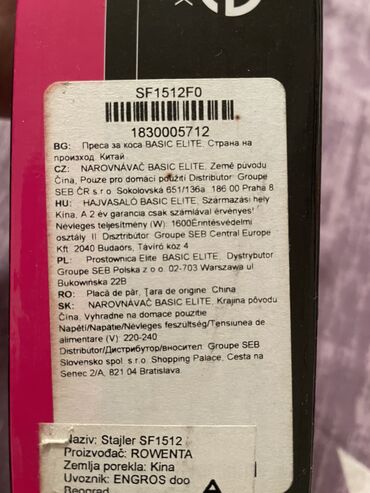 SF1512F0
1830005712
BG: Преса за коса BASIC ELITE. Страна на
произход. Китай
CZ: NAROVNÁVAČ BASIC ELITE. Země původu
Čína, Pouze pro domácí použití Distributor Groupe
SEB ČR s.r.o. Sokolovská 651/136a. 186 00 Praha 8
HU: HAJVASALÓ BASIC ELITE, Származási hely
Kína, A 2 év garancia csak számlával érvényes!
Névleges teljesítmény (W): 1600Érintésvédelmi
osztály II Disztribútor: Groupe SEB Central Europe
Kft 2040 Budaörs, Távíró köz 4
PL: Prostownica Elite BASIC ELITE, Dystrybutor
Groupe SEB Polska z o o. 02-703 Warszawa ul.
Bukowińska 22B
RO: Placă de păr, Țara de origine: China
SK: NAROVNÁVAČ BASIC ELITE, Krajina pôvodu
Čína, Vyhradne na domace pouzitie
Napětí/Napätie/Névleges feszültség/Tensiunea de
alimentare (V): 220-240
Distributor/Дистрибутор/вносител: Groupe SEB
Slovensko spol. s r.o. Shopping Palace, Cesta na
Senec 2/A, 821 04 Bratislava.
Naziv: Stajler SF1512
Proizvođač: ROWENTA
Zemlja porekla: Kina
Uvoznik: ENGROS doo
Beograd